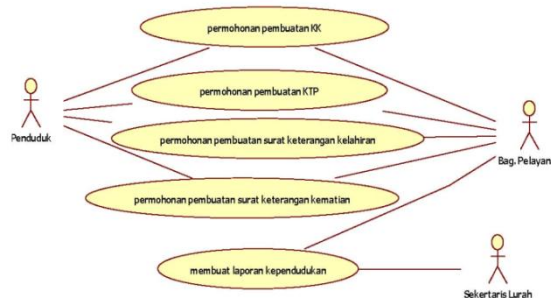 permohonan pembuatan KK
permohonan pembuatan KTP
Penduduk
permohonan pembuatan surat keterangan kelahiran
Bag. Pelayan
permohonan pembuatan surat keterangan kematian
membuat laporan kependudukan
Sekertaris Lurah